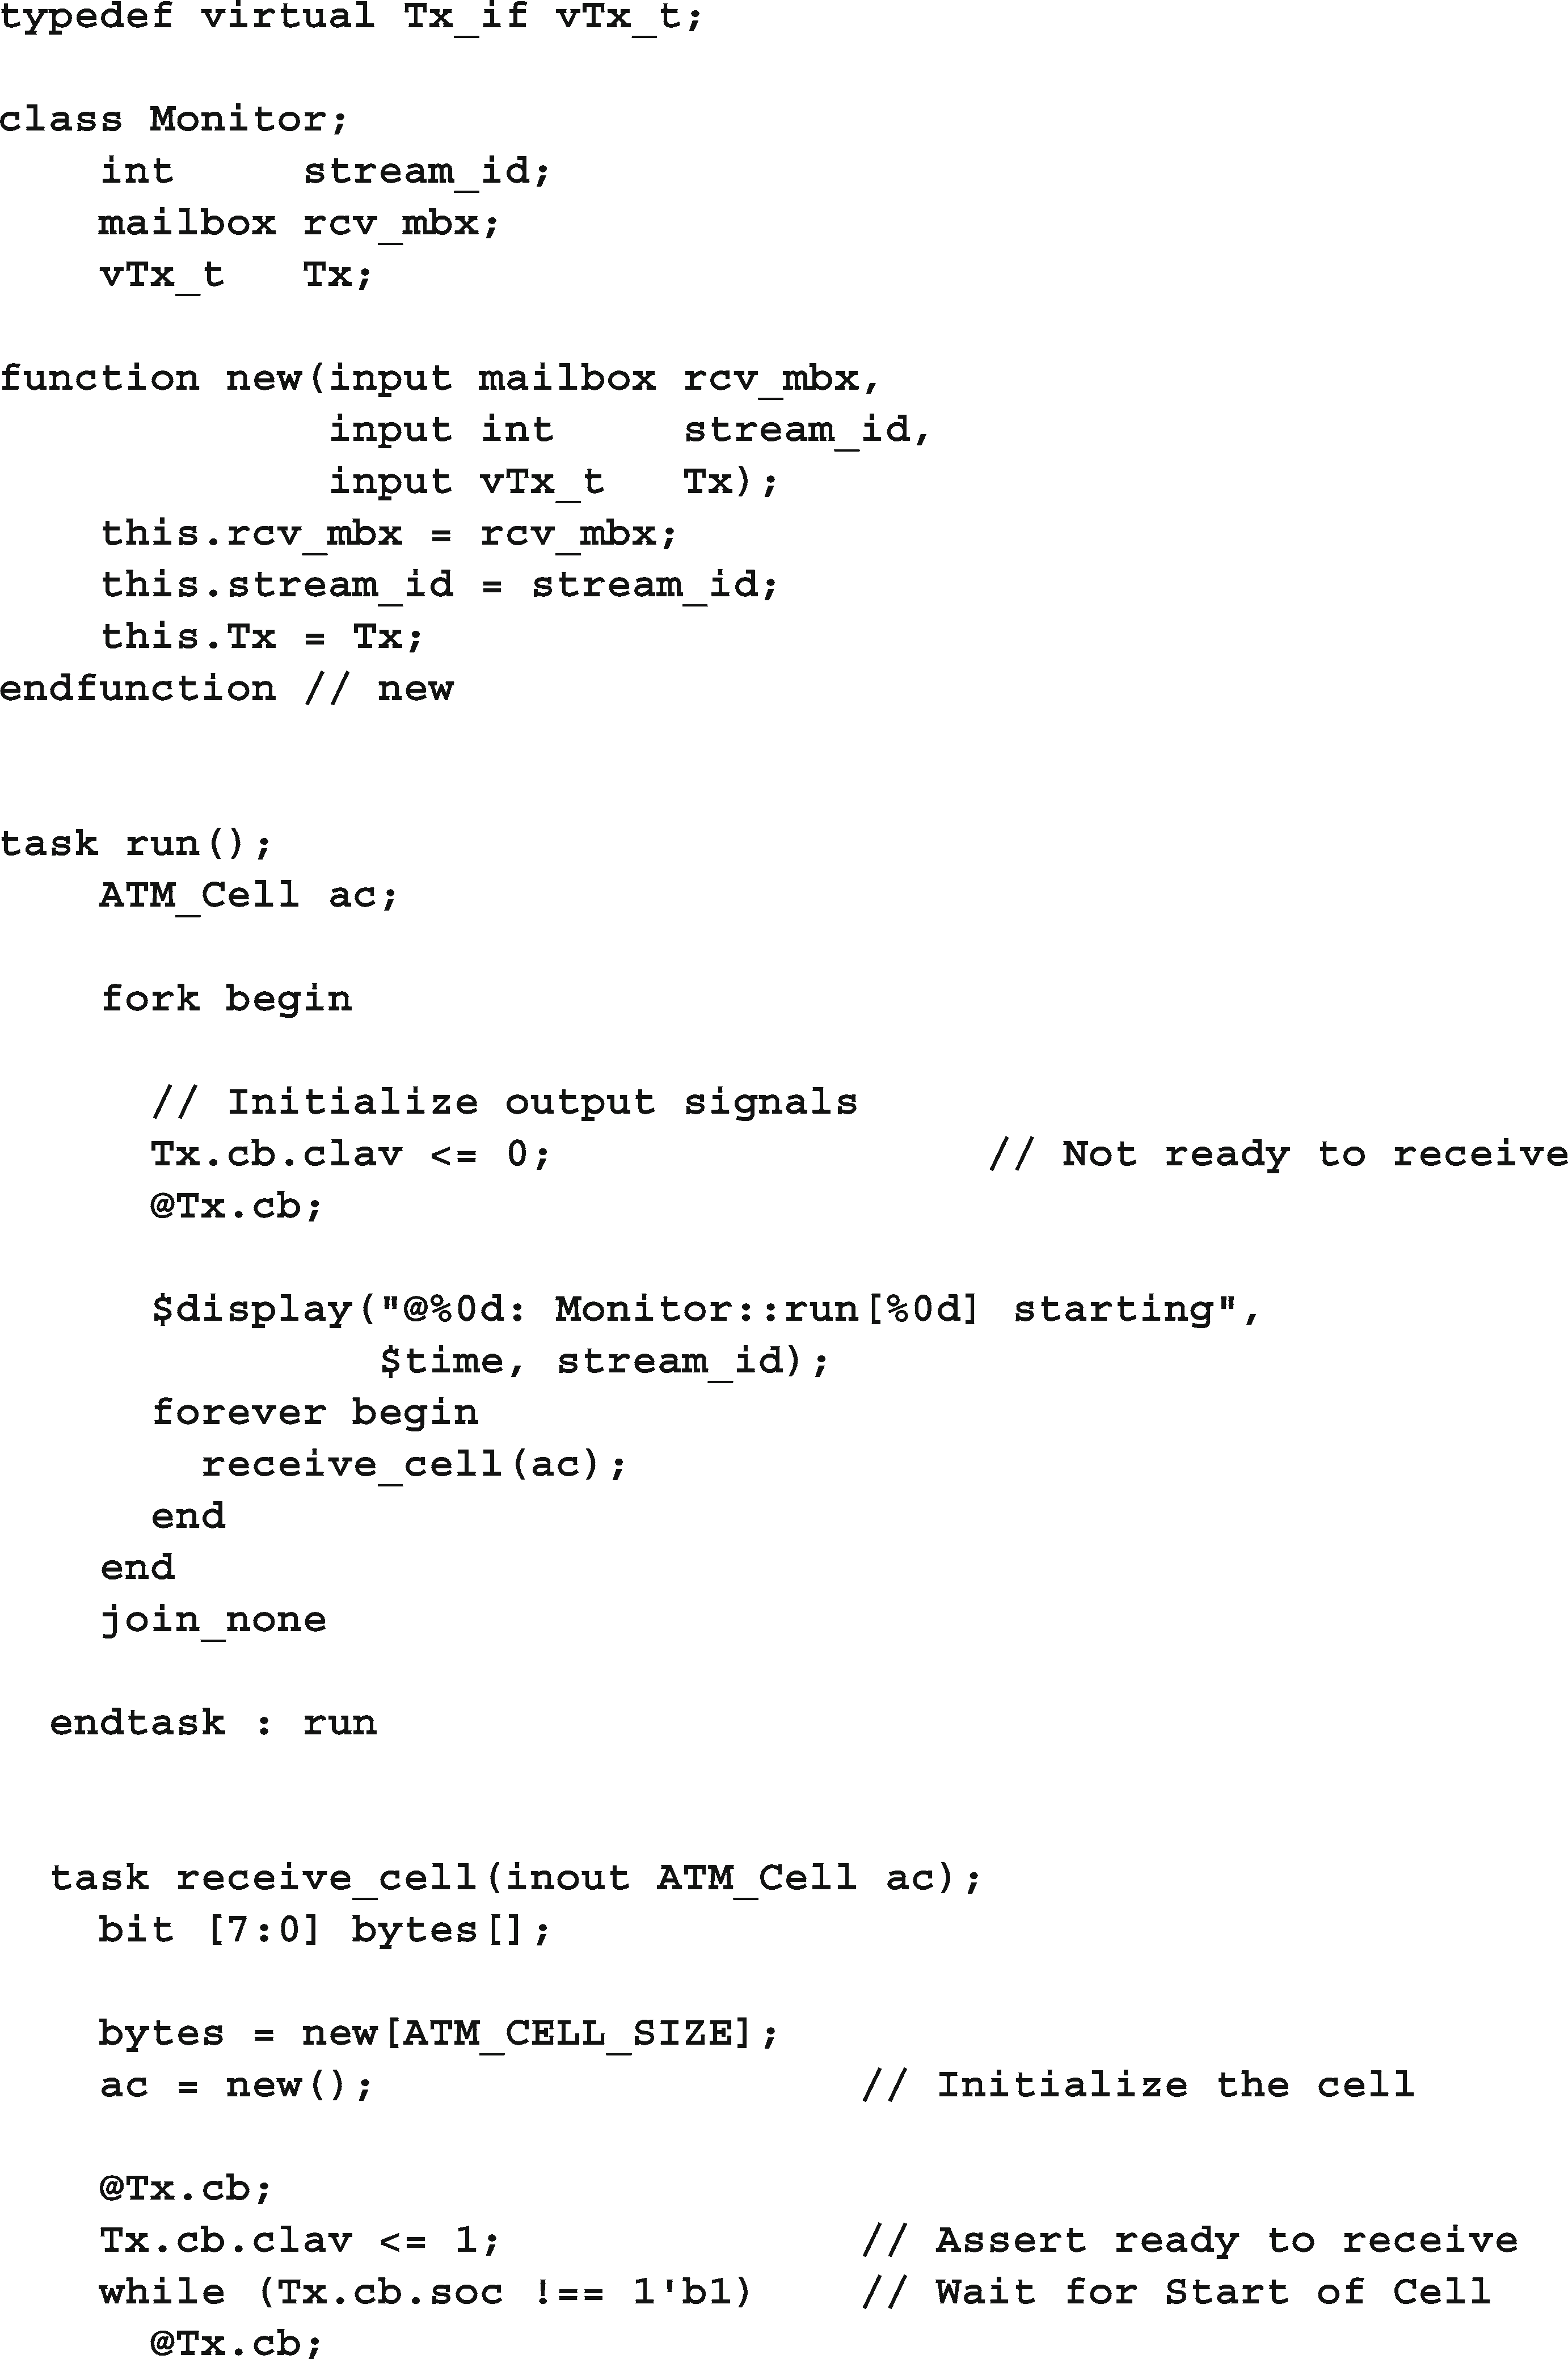 typedef virtual Tx_if vTx_t;

class Monitor;
    int     stream_id;
    mailbox rcv_mbx;
    vTx_t   Tx;

function new(input mailbox rcv_mbx,
             input int     stream_id,
             input vTx_t   Tx);
    this.rcv_mbx = rcv_mbx;
    this.stream_id = stream_id;
    this.Tx = Tx;
endfunction // new


task run();
    ATM_Cell ac;

    fork begin

      // Initialize output signals
      Tx.cb.clav <= 0;                 // Not ready to receive
      @Tx.cb;

      $display("@%0d: Monitor::run[%0d] starting",
               $time, stream_id);
      forever begin
        receive_cell(ac);
      end
    end
    join_none

  endtask : run


  task receive_cell(inout ATM_Cell ac);
    bit [7:0] bytes[];

    bytes = new[ATM_CELL_SIZE];
    ac = new();                   // Initialize the cell

    @Tx.cb;
    Tx.cb.clav <= 1;              // Assert ready to receive
    while (Tx.cb.soc !== 1'b1)    // Wait for Start of Cell
      @Tx.cb;